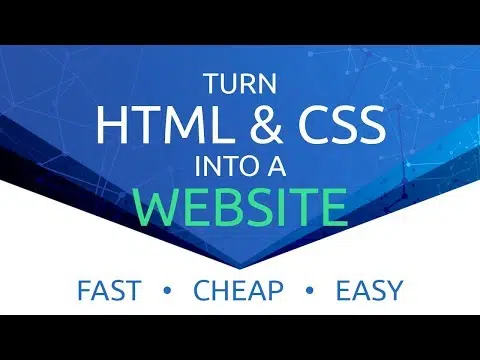 TURN
HTML & CSS
INTO A
WEBSITE
FAST • CHEAP • EASY